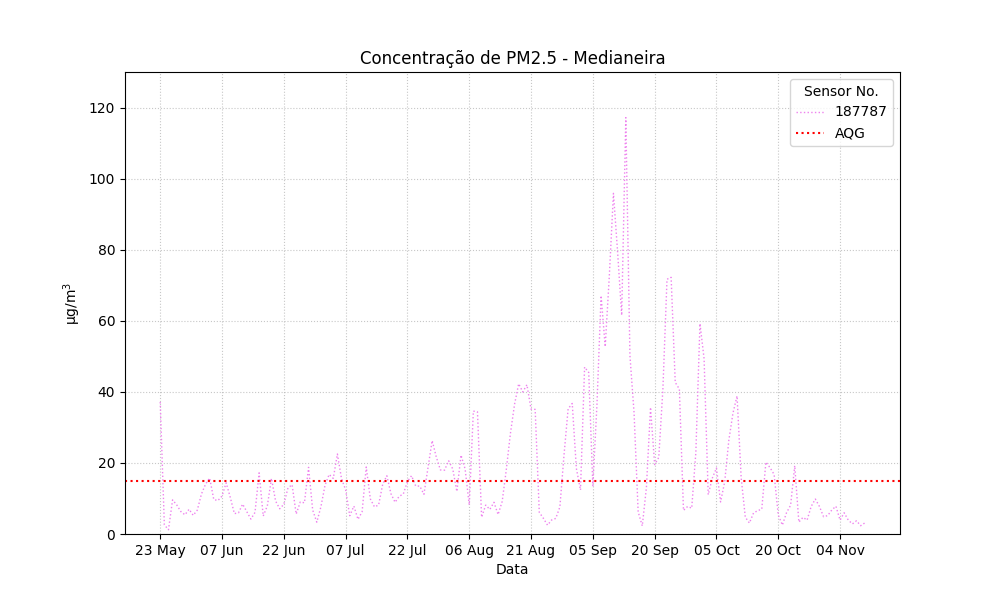 Concentração de PM2.5 - Medianeira
Sensor No.
187787
AQG
120
100
80
60
40
20
0
µg/m³
23 May 07 Jun 22 Jun 07 Jul 22 Jul 06 Aug 21 Aug 05 Sep 20 Sep 05 Oct 20 Oct 04 Nov
Data